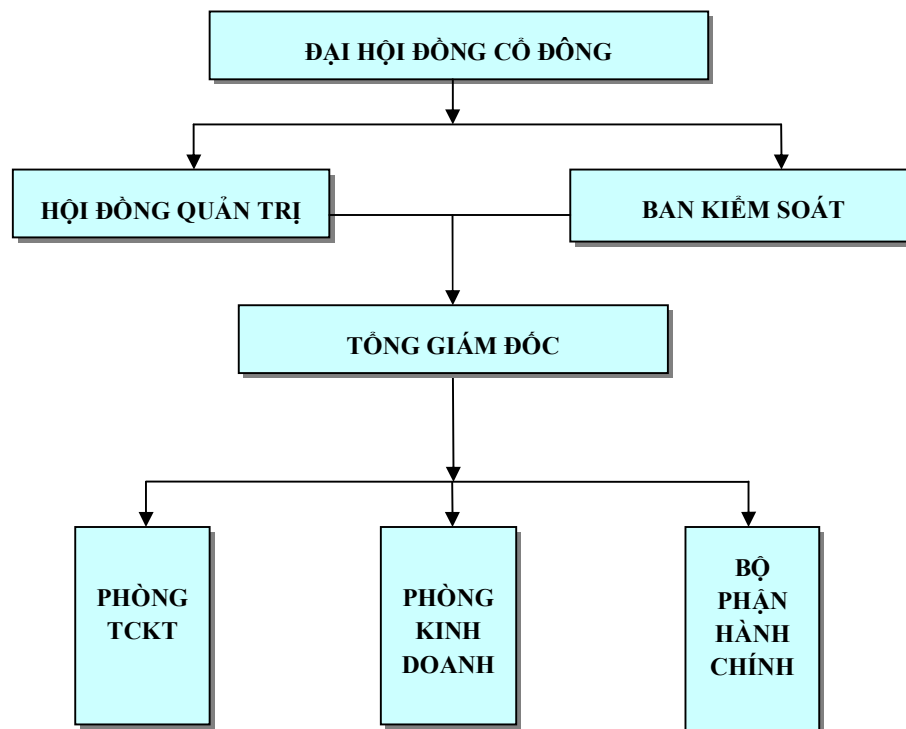 ĐẠI HỘI ĐỒNG CỔ ĐÔNG
HỘI ĐỒNG QUẢN TRỊ
BAN KIỂM SOÁT
TỔNG GIÁM ĐỐC
PHÒNG
TCKT
PHÒNG
KINH
DOANH
BỘ
PHẬN
HÀNH
CHÍNH